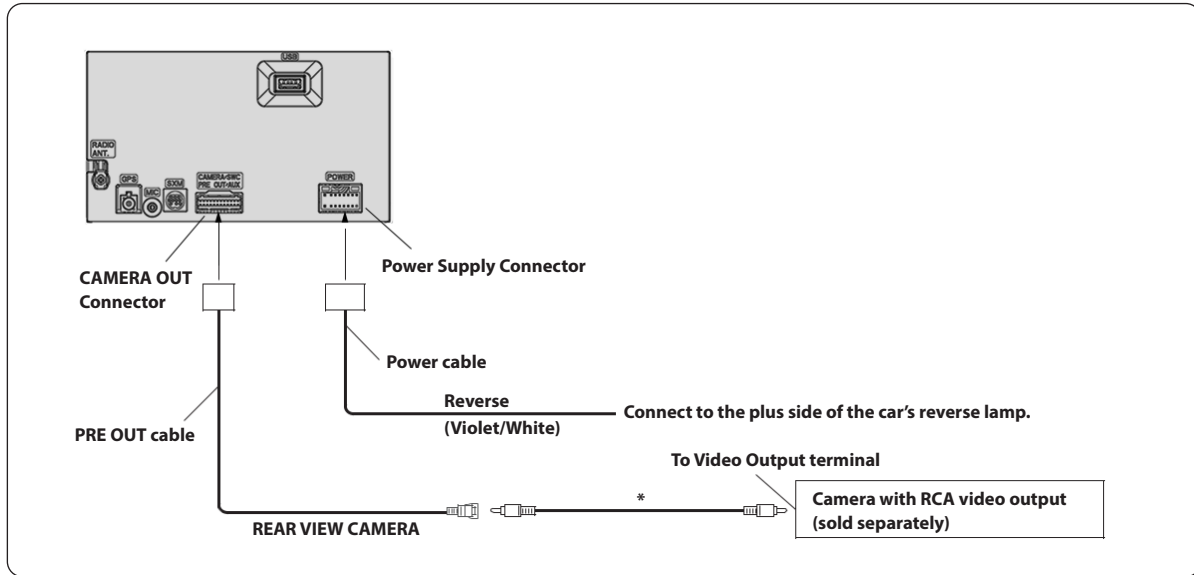 USB
RADIO
ANT.
GPS
MIC
SXM
CAMERA•SWC
PRE OUT•AUX
POWER
CAMERA OUT
Connector
Power Supply Connector
Power cable
Reverse
(Violet/White)
Connect to the plus side of the car’s reverse lamp.
PRE OUT cable
To Video Output terminal
*
Camera with RCA video output
(sold separately)
REAR VIEW CAMERA